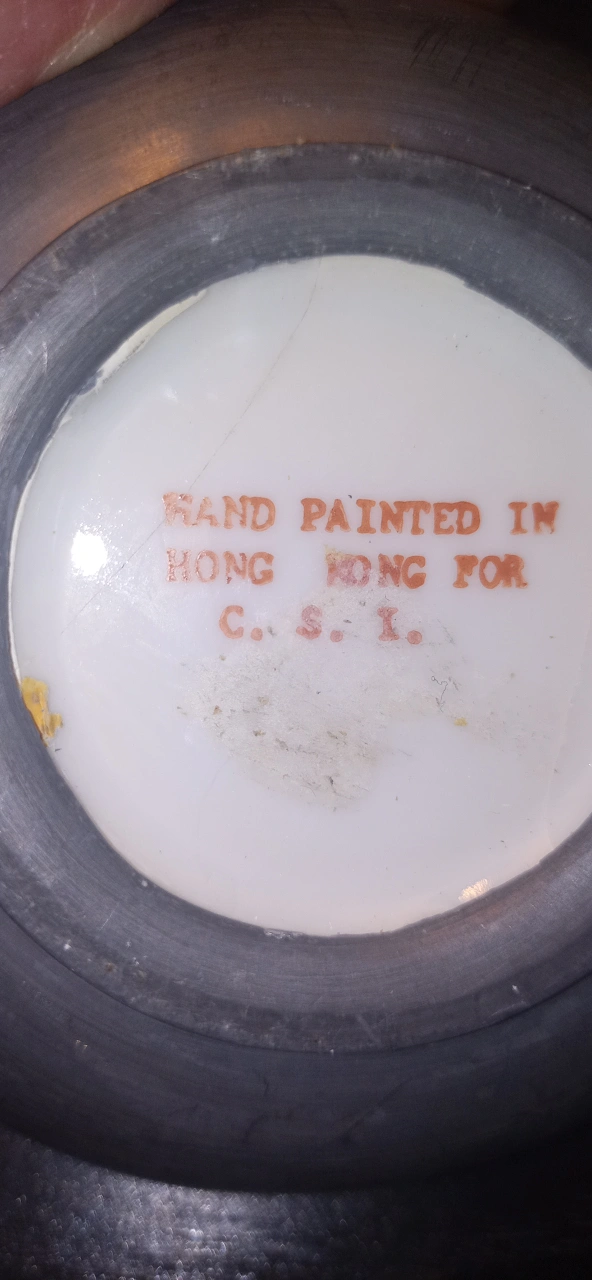 HAND PAINTED IN
HONG KONG FOR
C. S. I.